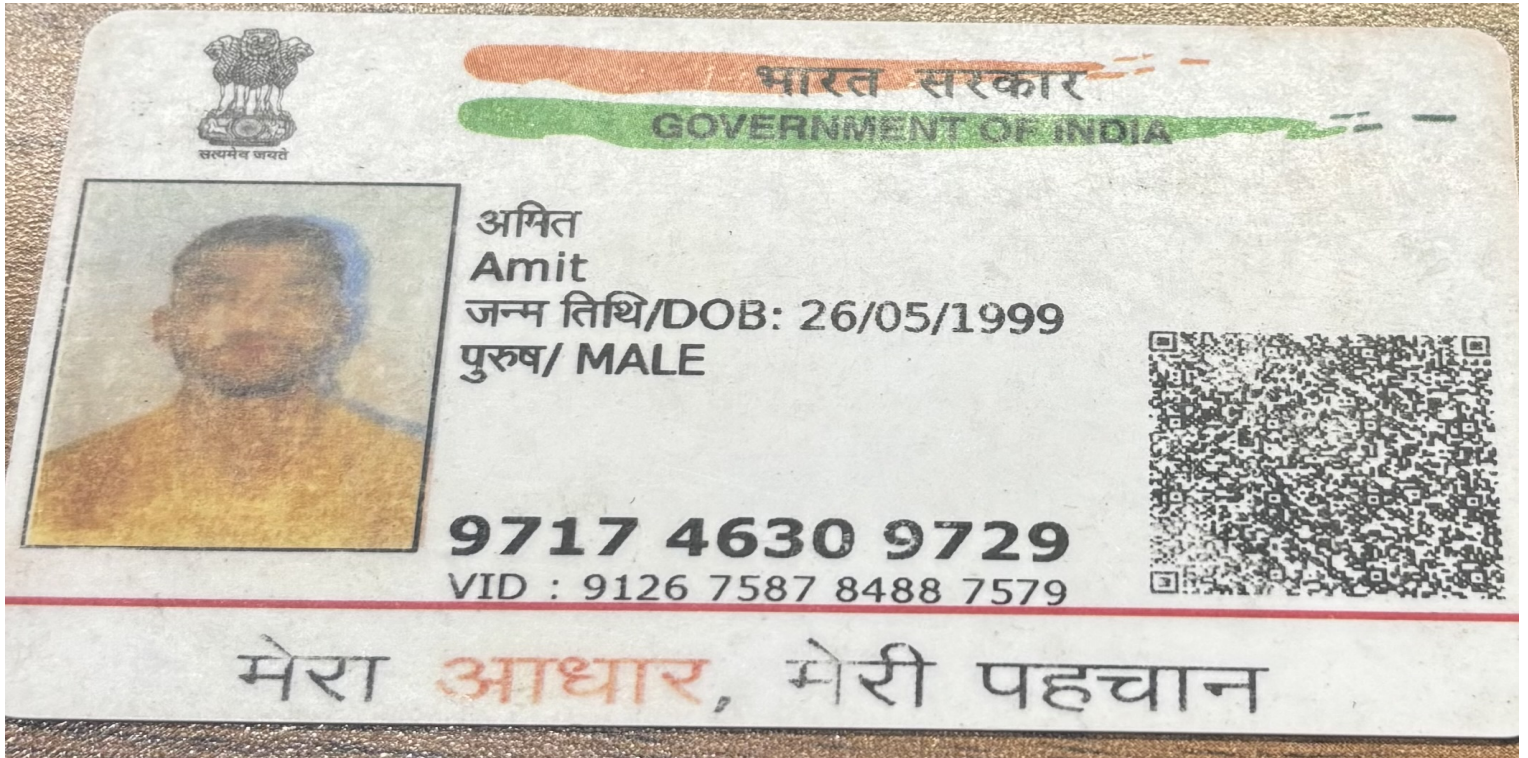 सत्यमेव जयते
भारत सरकार
GOVERNMENT OF INDIA
अमित
Amit
जन्म तिथि/DOB: 26/05/1999
पुरुष/ MALE
9717 4630 9729
VID : 9126 7587 8488 7579
मेरा आधार, मेरी पहचान